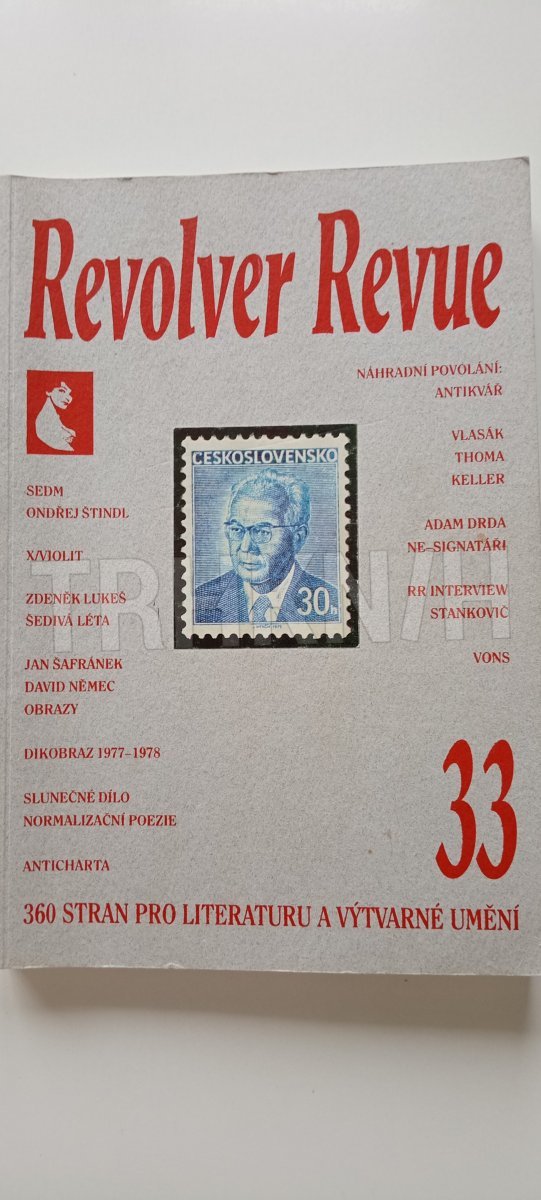 Revolver Revue
NÁHRADNÍ POVOLÁNÍ:
ANTIKVÁŘ
VLASÁK
THOMA
KELLER
ADAM DRDA
NE–SIGNATÁŘI
RR INTERVIEW
STANKOVIČ
VONS
ČESKOSLOVENSKO
30h
SEDM
ONDŘEJ ŠTINDL
X/VIOLIT
ZDENĚK LUKEŠ
ŠEDIVÁ LÉTA
JAN ŠAFRÁNEK
DAVID NĚMEC
OBRAZY
DIKOBRAZ 1977–1978
SLUNEČNÉ DÍLO
NORMALIZAČNÍ POEZIE
ANTICHARTA
33
360 STRAN PRO LITERATURU A VÝTVARNÉ UMĚNÍ